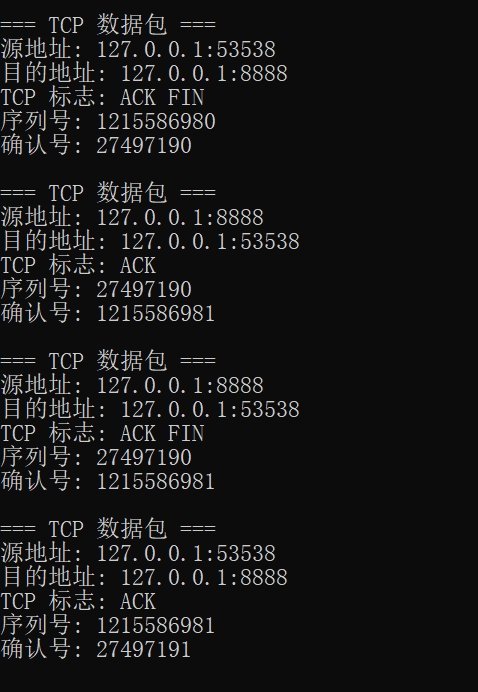 === TCP 数据包 ===
源地址: 127.0.0.1:53538
目的地址: 127.0.0.1:8888
TCP 标志: ACK FIN
序列号: 1215586980
确认号: 27497190
=== TCP 数据包 ===
源地址: 127.0.0.1:8888
目的地址: 127.0.0.1:53538
TCP 标志: ACK
序列号: 27497190
确认号: 1215586981
=== TCP 数据包 ===
源地址: 127.0.0.1:8888
目的地址: 127.0.0.1:53538
TCP 标志: ACK FIN
序列号: 27497190
确认号: 1215586981
=== TCP 数据包 ===
源地址: 127.0.0.1:53538
目的地址: 127.0.0.1:8888
TCP 标志: ACK
序列号: 1215586981
确认号: 27497191